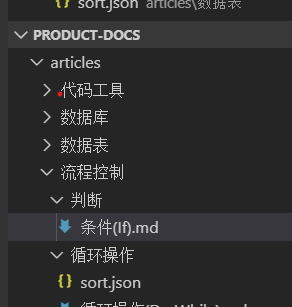 sort.json articles\数据表
PRODUCT-DOCS
articles
代码工具
数据库
数据表
流程控制
判断
条件(If).md
循环操作
{} sort.json